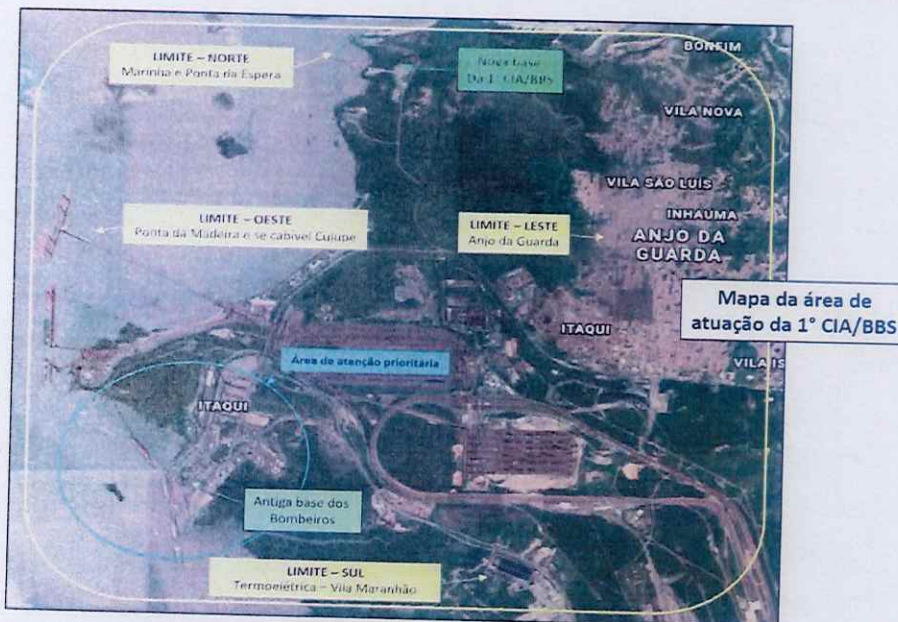 LIMITE – NORTE
Marinha e Ponta da Espera
Nova base
Da 1° CIA/BBS
BONFIM
VILA NOVA
VILA SÃO LUIS
INHAÚMA
ANJO DA
GUARDA
LIMITE – OESTE
Ponta da Madeira e se cabível Cujupe
LIMITE – LESTE
Anjo da Guarda
Mapa da área de
atuação da 1° CIA/BBS
ITAQUI
VILA IS
Área de atenção prioritária
ITAQUI
Antiga base dos
Bombeiros
LIMITE – SUL
Termoelétrica – Vila Maranhão